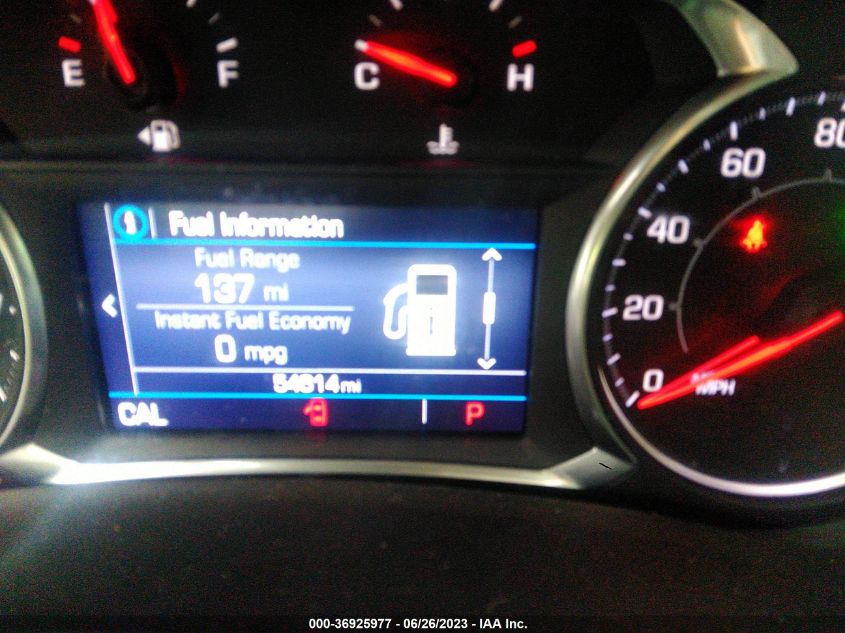 E F
C H
Fuel Information
Fuel Range
137 mi
Instant Fuel Economy
0 mpg
54814mi
CAL P
0
20
40
60
80
MPH
000-36925977 - 06/26/2023 - IAA Inc.